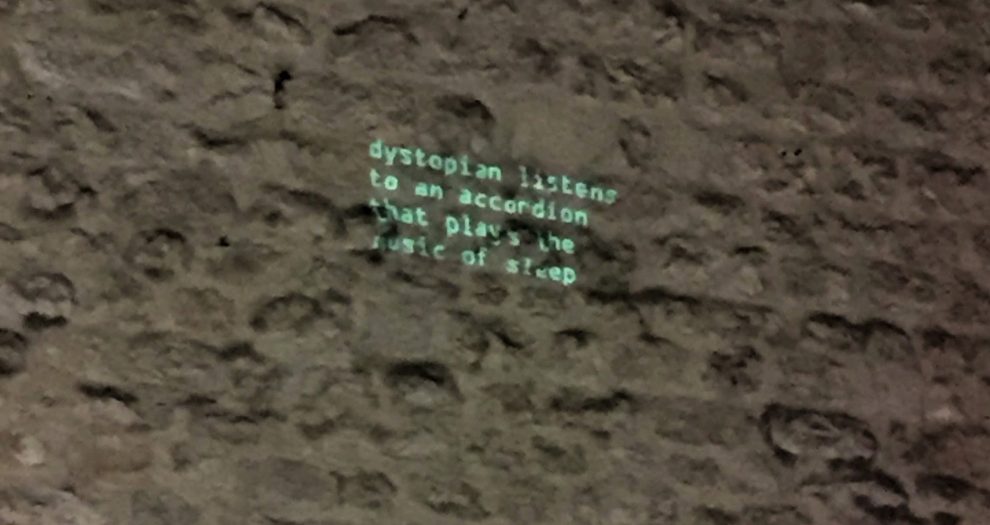 dystopian listens
to an accordion
that plays the
music of sleep